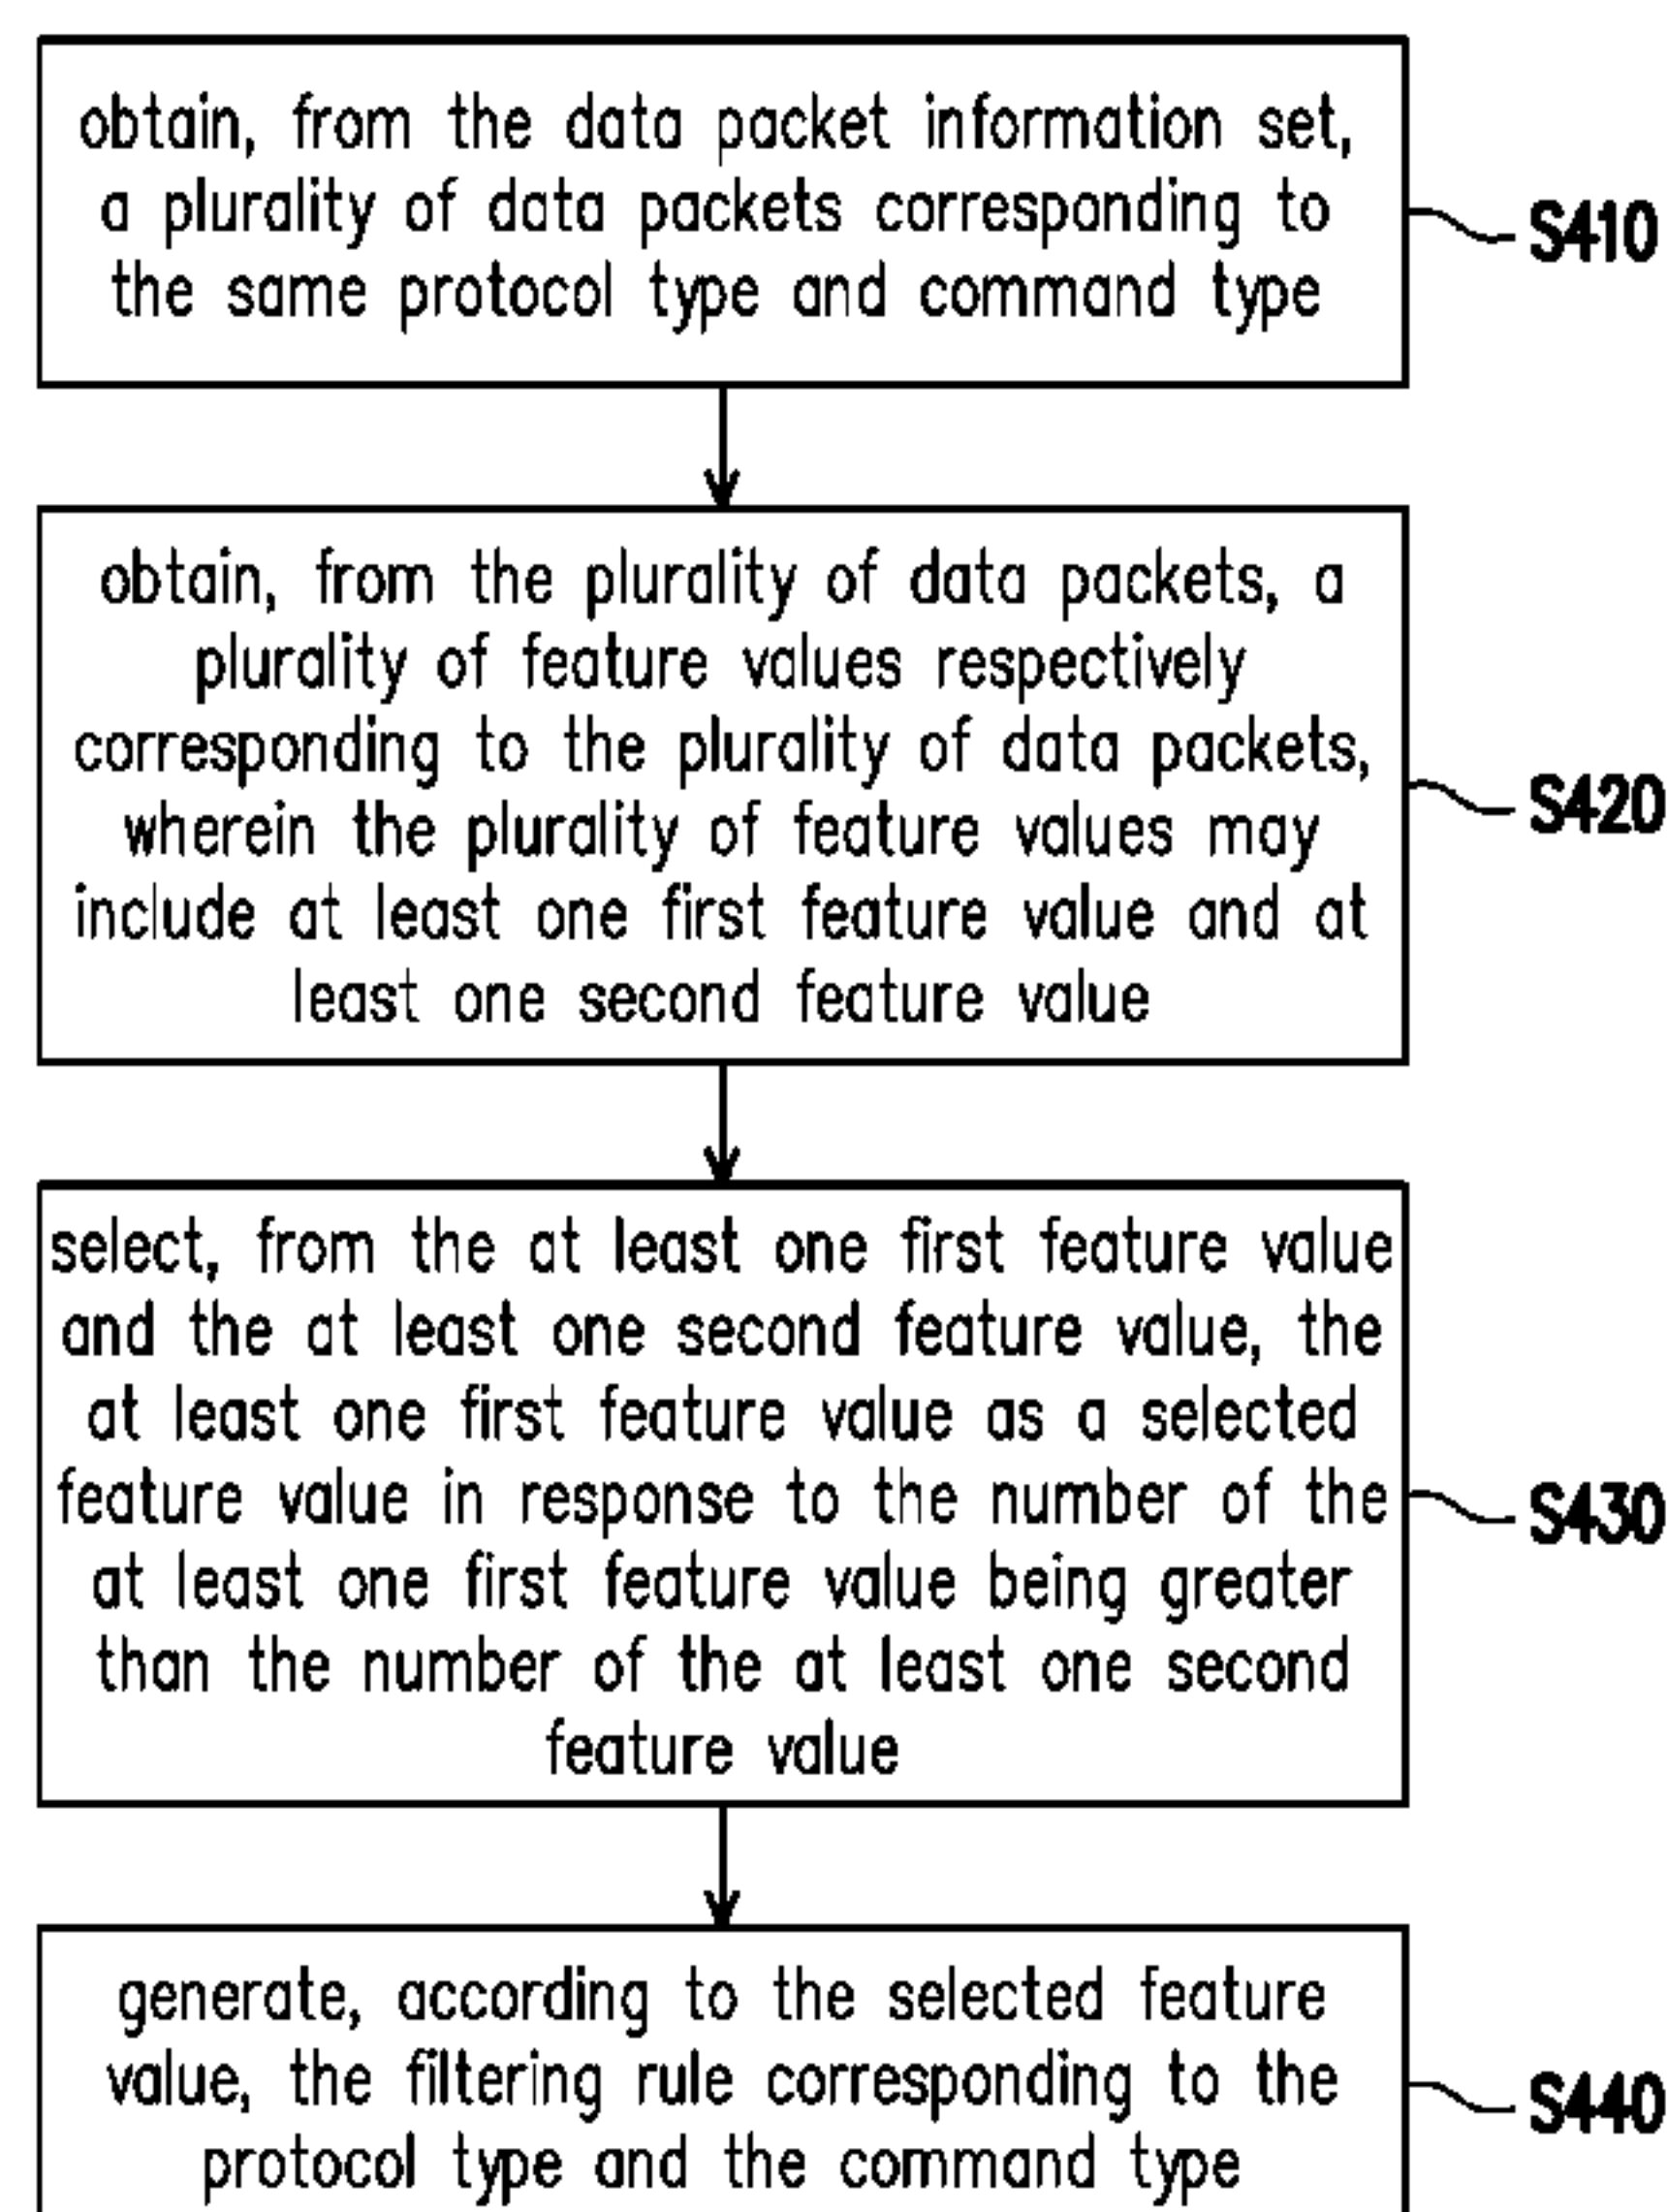 obtain, from the data packet information set,
a plurality of data packets corresponding to
the same protocol type and command type
S410
obtain, from the plurality of data packets, a
plurality of feature values respectively
corresponding to the plurality of data packets,
wherein the plurality of feature values may
include at least one first feature value and at
least one second feature value
S420
select, from the at least one first feature value
and the at least one second feature value, the
at least one first feature value as a selected
feature value in response to the number of the
at least one first feature value being greater
than the number of the at least one second
feature value
S430
generate, according to the selected feature
value, the filtering rule corresponding to the
protocol type and the command type
S440